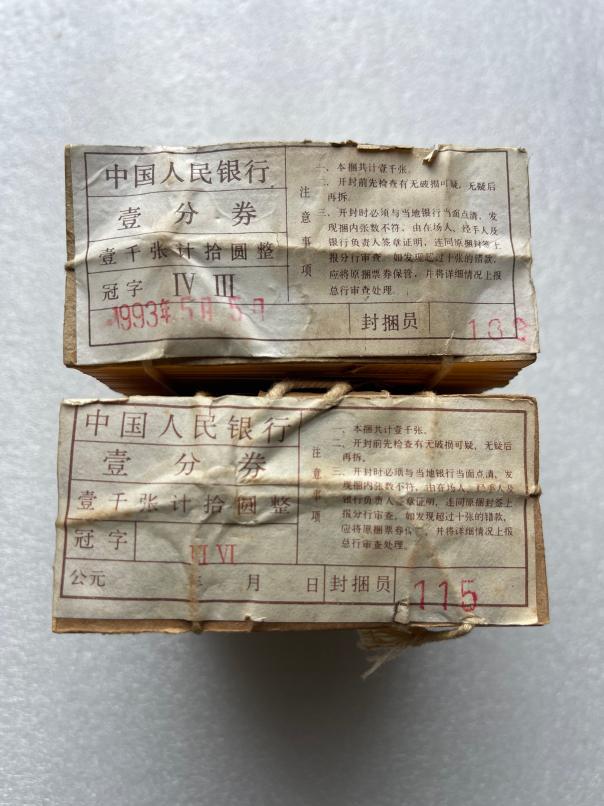 中国人民银行
壹分券
壹千张计拾圆整
冠字 IV III
1993年5月5日
封捆员
注意事项
一、本捆共计壹千张。
二、开封前先检查有无破损可疑，无疑后
再拆。
三、开封时必须与当地银行当面点清，发
现捆内张数不符，由在场人、经手人及
银行负责人签章证明，连同原捆封签上
报分行审查。如发现超过十张的错款，
应将原捆票券保管，并将详细情况上报
总行审查处理。
中国人民银行
壹分券
壹千张计拾圆整
冠字 III VI
公元 年 月 日
封捆员 115
注意事项
一、本捆共计壹千张。
二、开封前先检查有无破损可疑，无疑后
再拆。
三、开封时必须与当地银行当面点清，发
现捆内张数不符，由在场人、经手人及
银行负责人签章证明，连同原捆封签上
报分行审查。如发现超过十张的错款，
应将原捆票券保管，并将详细情况上报
总行审查处理。